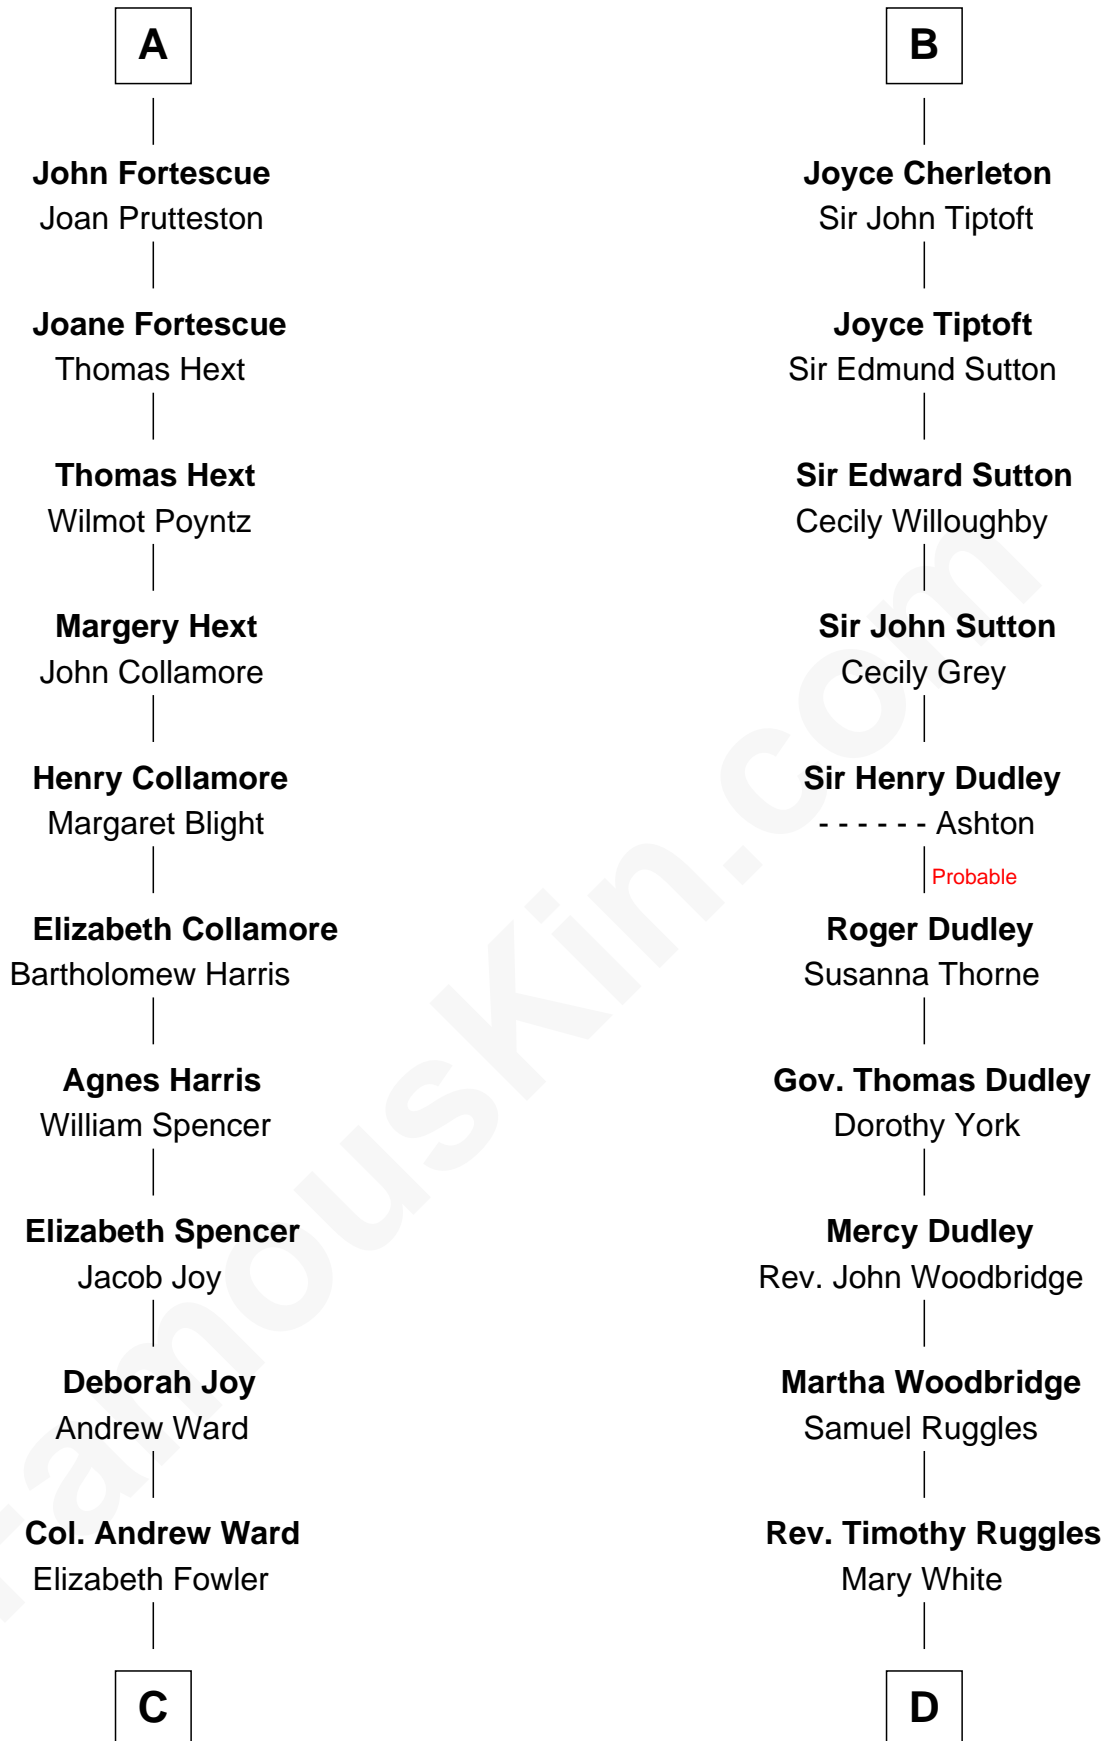 A
John Fortescue
Joan Prutteston
Joane Fortescue
Thomas Hext
Thomas Hext
Wilmot Poyntz
Margery Hext
John Collamore
Henry Collamore
Margaret Blight
Elizabeth Collamore
Bartholomew Harris
Agnes Harris
William Spencer
Elizabeth Spencer
Jacob Joy
Deborah Joy
Andrew Ward
Col. Andrew Ward
Elizabeth Fowler
C
B
Joyce Cherleton
Sir John Tiptoft
Joyce Tiptoft
Sir Edmund Sutton
Sir Edward Sutton
Cecily Willoughby
Sir John Sutton
Cecily Grey
Sir Henry Dudley
- - - - - - Ashton
Probable
Roger Dudley
Susanna Thorne
Gov. Thomas Dudley
Dorothy York
Mercy Dudley
Rev. John Woodbridge
Martha Woodbridge
Samuel Ruggles
Rev. Timothy Ruggles
Mary White
D
FamousKin.com